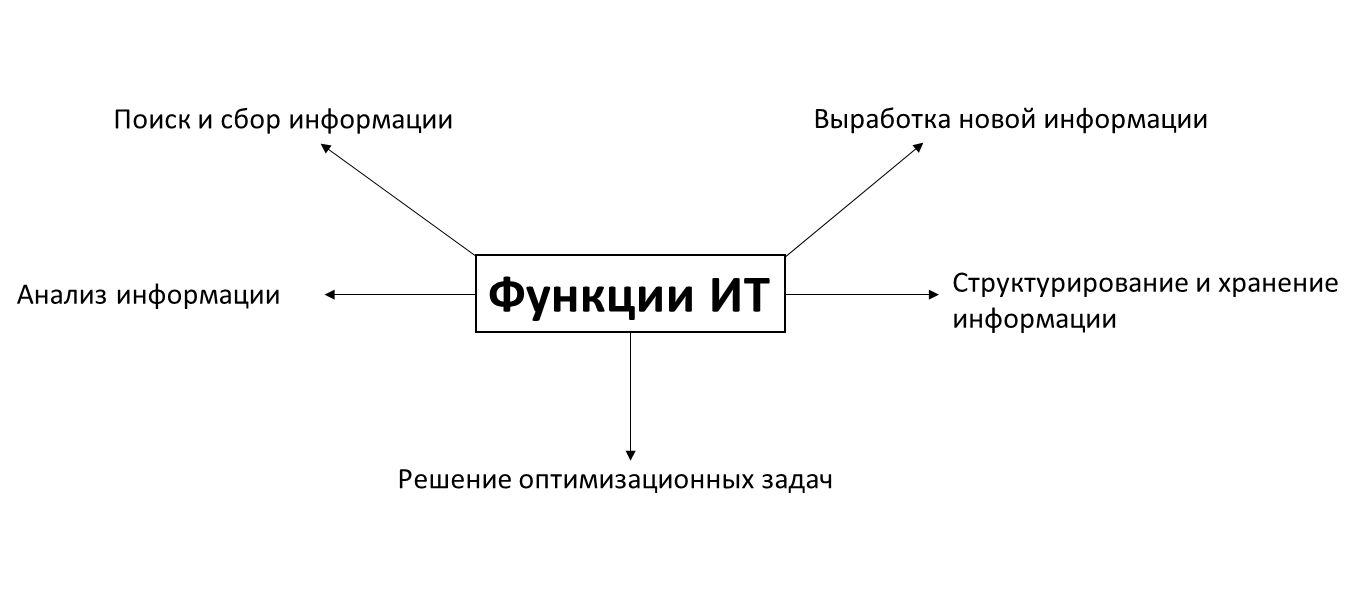 Поиск и сбор информации
Выработка новой информации
Анализ информации
Функции ИТ
Структурирование и хранение
информации
Решение оптимизационных задач